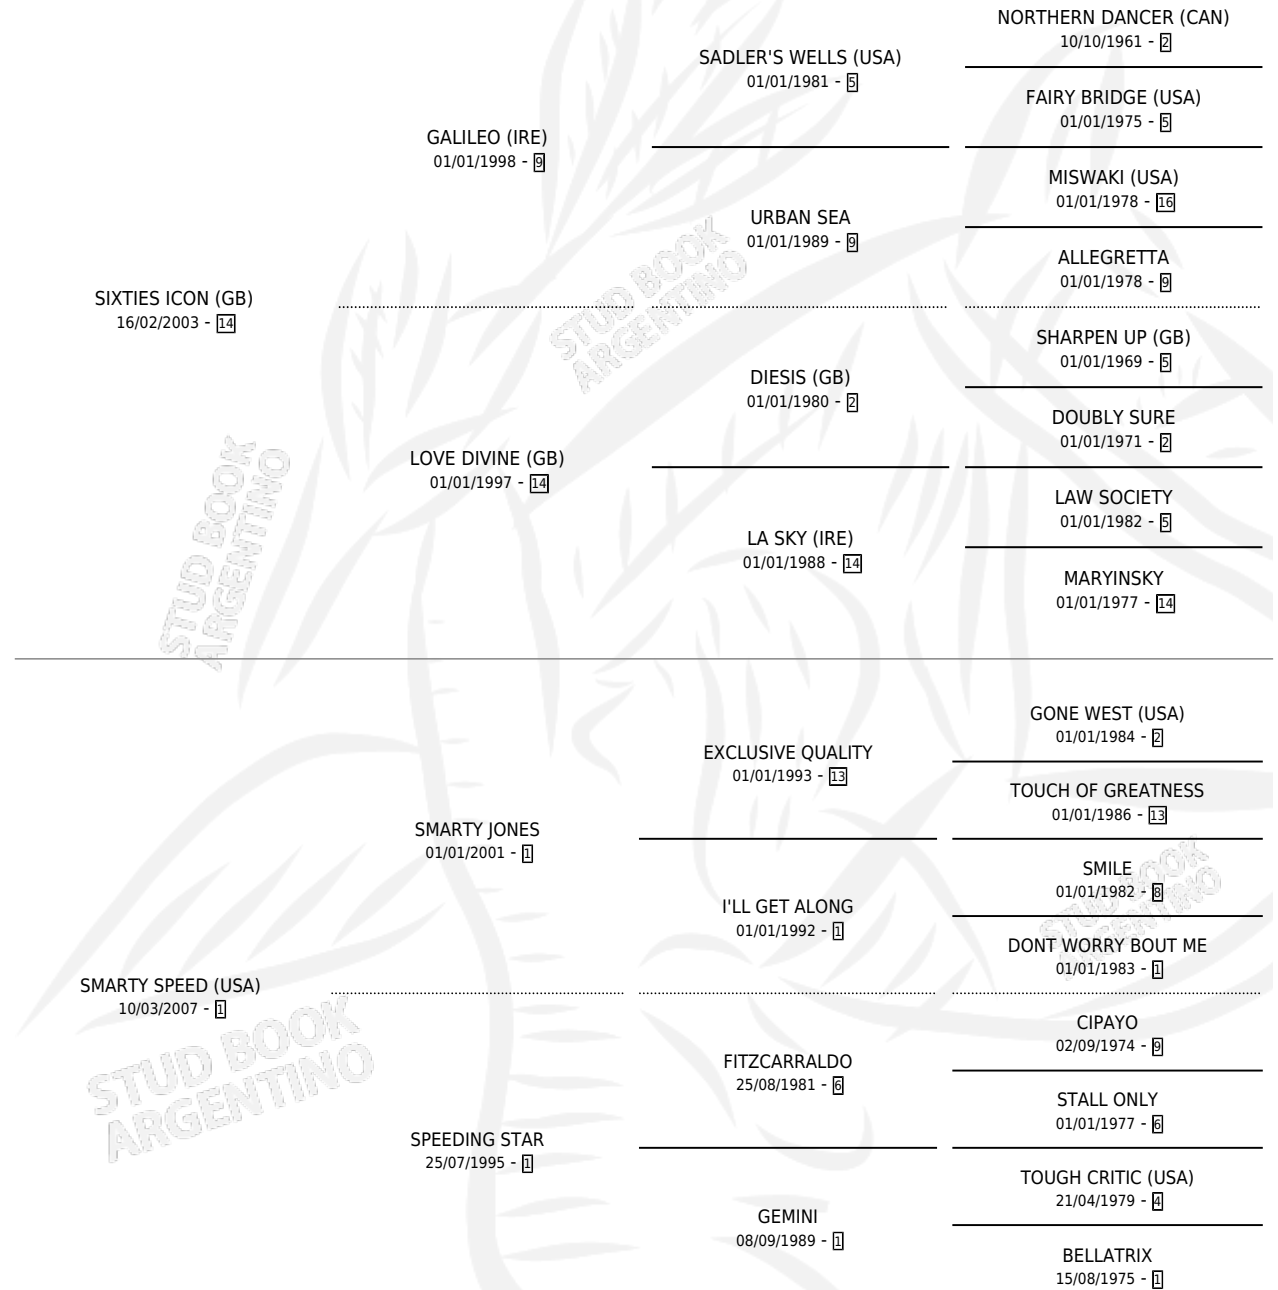 NORTHERN DANCER (CAN)
10/10/1961 - 2
SADLER'S WELLS (USA)
01/01/1981 - 5
FAIRY BRIDGE (USA)
01/01/1975 - 5
GALILEO (IRE)
01/01/1998 - 9
MISWAKI (USA)
01/01/1978 - 16
URBAN SEA
01/01/1989 - 9
ALLEGRETTA
01/01/1978 - 9
STUD BOOK
ARGENTINO
SIXTIES ICON (GB)
16/02/2003 - 14
SHARPEN UP (GB)
01/01/1969 - 5
DIESIS (GB)
01/01/1980 - 2
DOUBLY SURE
01/01/1971 - 2
LOVE DIVINE (GB)
01/01/1997 - 14
LAW SOCIETY
01/01/1982 - 5
LA SKY (IRE)
01/01/1988 - 14
MARYINSKY
01/01/1977 - 14
STUD BOOK
ARGENTINO
GONE WEST (USA)
01/01/1984 - 2
EXCLUSIVE QUALITY
01/01/1993 - 13
TOUCH OF GREATNESS
01/01/1986 - 13
SMARTY JONES
01/01/2001 - 1
SMILE
01/01/1982 - 8
I'LL GET ALONG
01/01/1992 - 1
DONT WORRY BOUT ME
01/01/1983 - 1
STUD BOOK
ARGENTINO
SMARTY SPEED (USA)
10/03/2007 - 1
CIPAYO
02/09/1974 - 9
FITZCARRALDO
25/08/1981 - 6
STALL ONLY
01/01/1977 - 6
STUD BOOK
ARGENTINO
SPEEDING STAR
25/07/1995 - 1
TOUGH CRITIC (USA)
21/04/1979 - 4
GEMINI
08/09/1989 - 1
BELLATRIX
15/08/1975 - 1